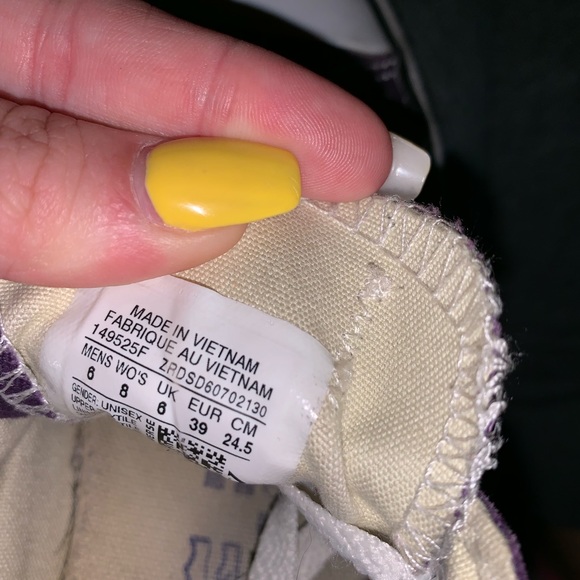 MADE IN VIETNAM
FABRIQUE AU VIETNAM
149525F ZRDSD60702130
MENS WO'S UK EUR CM
6 8 6 39 24.5
GENDER: UNISEX
UPPER: